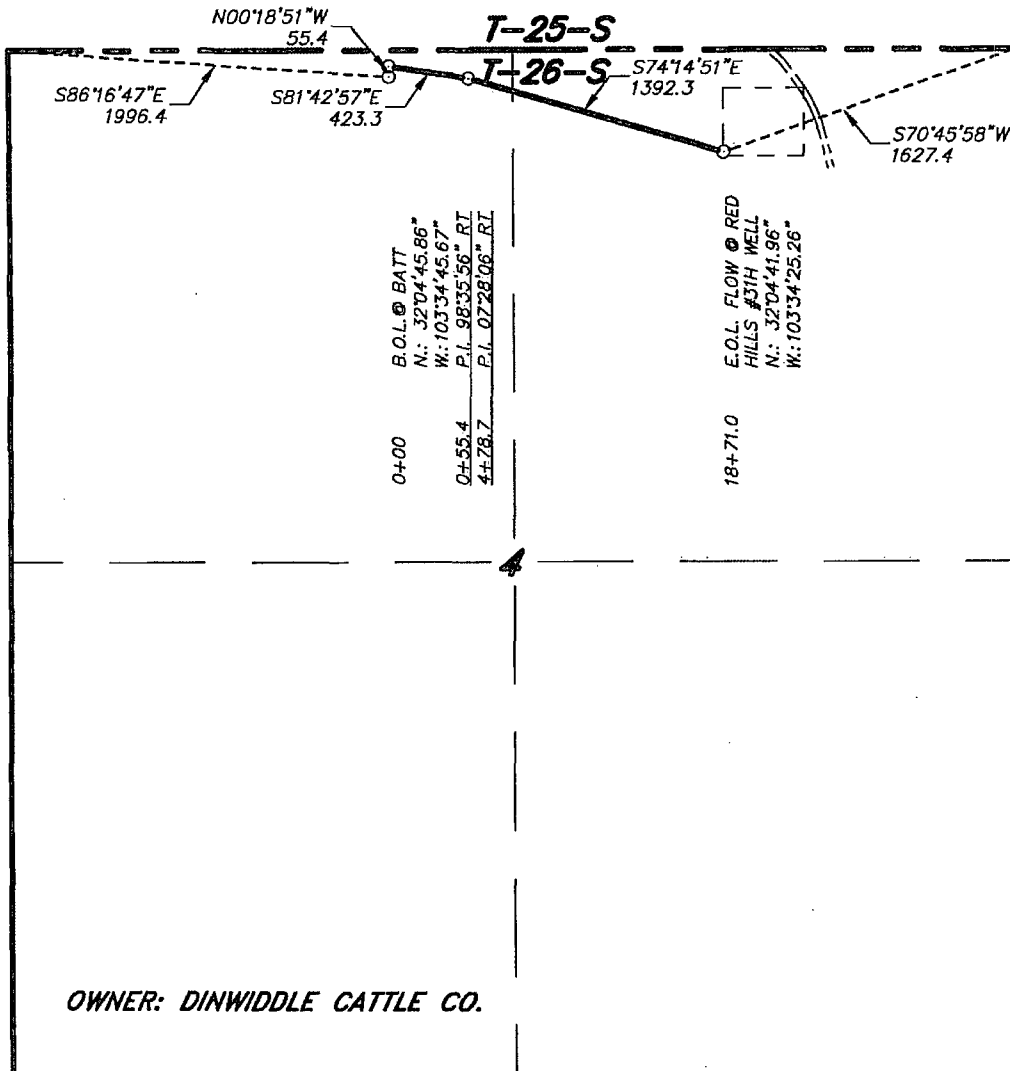 N00°18'51"W
55.4
T-25-S
T-26-S
S86°16'47"E
1996.4
S81°42'57"E
423.3
S74°14'51"E
1392.3
S70°45'58"W
1627.4
0+00 B.O.L.@ BATT
N.: 32°04'45.86"
W.: 103°34'45.67"
0+55.4 P.I. 98°35'56" RT
4+78.7 P.I. 07°28'06" RT
18+71.0 E.O.L. FLOW @ RED
HILLS #31H WELL
N.: 32°04'41.96"
W.: 103°34'25.26"
4
OWNER: DINWIDDLE CATTLE CO.